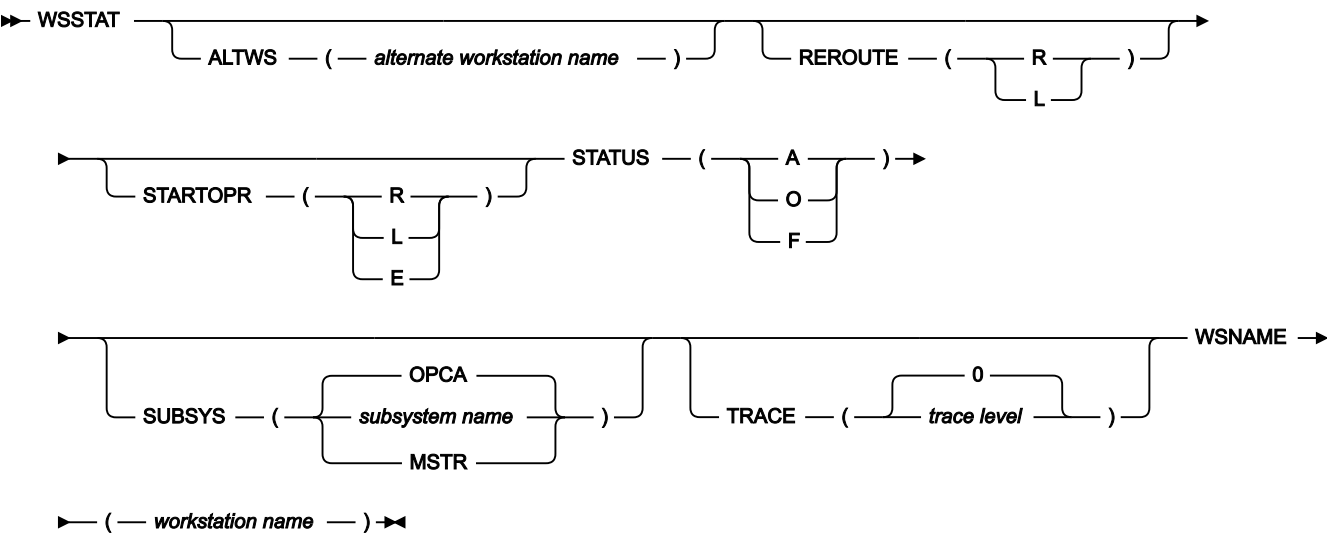 WSSTAT
ALTWS ( alternate workstation name ) REROUTE ( R )
L
STARTOPR ( R ) STATUS ( A )
L O
E F
SUBSYS ( OPCA TRACE ( 0 WSNAME
subsystem name ) trace level )
MSTR
( workstation name )